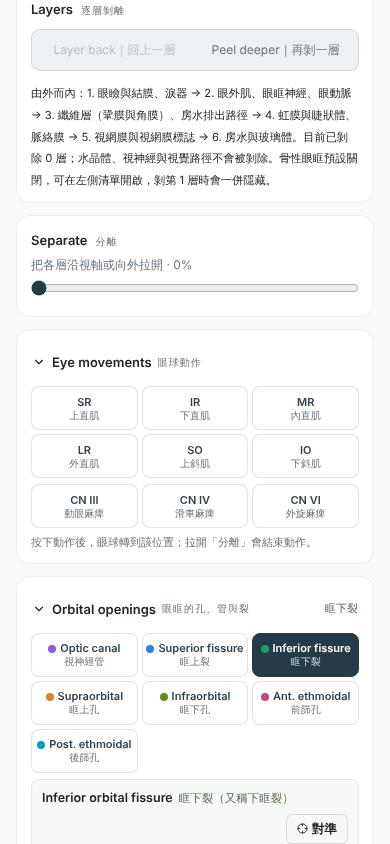 Layers 逐層剝離
Layer back｜回上一層 Peel deeper｜再剝一層
由外而內：1. 眼瞼與結膜、淚器 → 2. 眼外肌、眼眶神經、眼動脈
→ 3. 纖維層（鞏膜與角膜）、房水排出路徑 → 4. 虹膜與睫狀體、
脈絡膜 → 5. 視網膜與視網膜標誌 → 6. 房水與玻璃體。目前已剝
除 0 層；水晶體、視神經與視覺路徑不會被剝除。骨性眼眶預設關
閉，可在左側清單開啟，剝第 1 層時會一併隱藏。
Separate 分離
把各層沿視軸或向外拉開 · 0%
Eye movements 眼球動作
SR IR MR
上直肌 下直肌 內直肌
LR SO IO
外直肌 上斜肌 下斜肌
CN III CN IV CN VI
動眼麻痺 滑車麻痺 外旋麻痺
按下動作後，眼球轉到該位置；拉開「分離」會結束動作。
Orbital openings 眼眶的孔、管與裂 眶下裂
Optic canal Superior fissure Inferior fissure
視神經管 眶上裂 眶下裂
Supraorbital Infraorbital Ant. ethmoidal
眶上孔 眶下孔 前篩孔
Post. ethmoidal
後篩孔
Inferior orbital fissure 眶下裂（又稱下眶裂）
對準